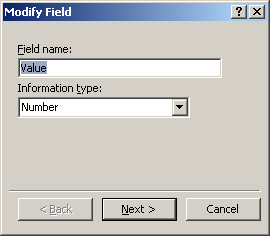 Modify Field
Field name:
Value
Information type:
Number
< Back Next > Cancel